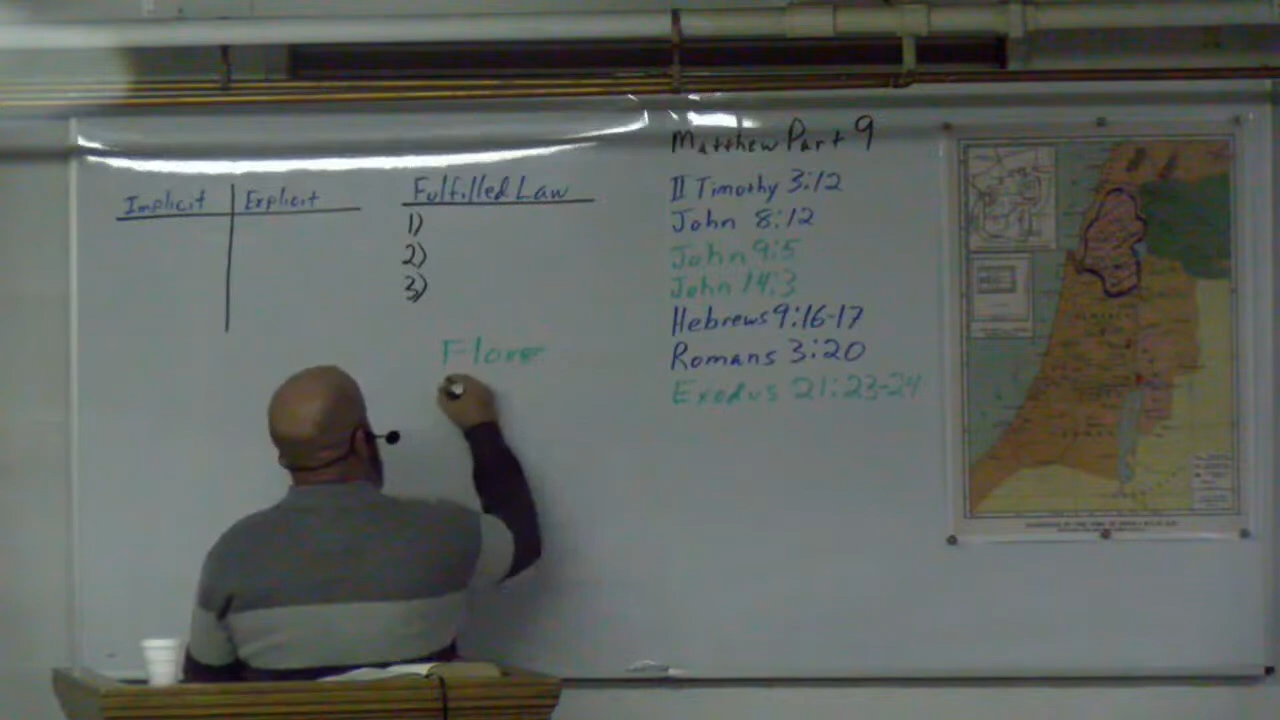 Implicit Explicit
Fulfilled Law
1)
2)
3)
Matthew Part 9
II Timothy 3:12
John 8:12
John 9:5
John 14:3
Hebrews 9:16-17
Romans 3:20
Exodus 21:23-24